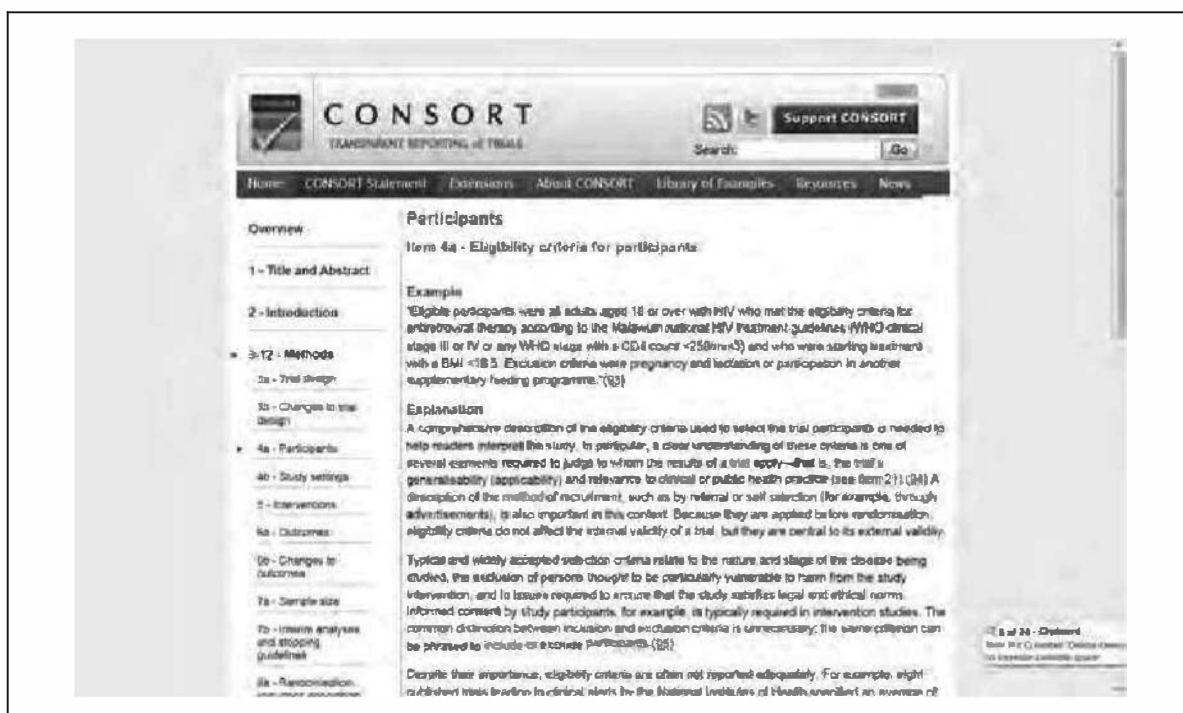 CONSORT
TRANSPARENT REPORTING of TRIALS
Support CONSORT
Search:
Go
Home CONSORT Statement Extensions About CONSORT Library of Examples Resources News
Overview
1 - Title and Abstract
2 - Introduction
3-12 - Methods
3a - Trial design
3b - Changes to trial
design
4a - Participants
4b - Study settings
5 - Interventions
6a - Outcomes
6b - Changes to
outcomes
7a - Sample size
7b - Interim analyses
and stopping
guidelines
8a - Randomisation
Participants
Item 4a - Eligibility criteria for participants
Example
"Eligible participants were all adults aged 18 or over with HIV who met the eligibility criteria for
antiretroviral therapy according to the Malawian national HIV treatment guidelines (WHO clinical
stage III or IV or any WHO stage with a CD4 count <250/mm3) and who were starting treatment
with a BMI <18.5. Exclusion criteria were pregnancy and lactation or participation in another
supplementary feeding programme."(93)
Explanation
A comprehensive description of the eligibility criteria used to select the trial participants is needed to
help readers interpret the study. In particular, a clear understanding of these criteria is one of
several elements required to judge to whom the results of a trial apply—that is, the trial's
generalisability (applicability) and relevance to clinical or public health practice (see item 21).(94) A
description of the method of recruitment, such as by referral or self selection (for example, through
advertisements), is also important in this context. Because they are applied before randomisation,
eligibility criteria do not affect the internal validity of a trial, but they are central to its external validity.
Typical and widely accepted selection criteria relate to the nature and stage of the disease being
studied, the exclusion of persons thought to be particularly vulnerable to harm from the study
intervention, and to issues required to ensure that the study satisfies legal and ethical norms.
Informed consent by study participants, for example, is typically required in intervention studies. The
common distinction between inclusion and exclusion criteria is unnecessary; the same criterion can
be phrased to include or exclude participants.(95)
Despite their importance, eligibility criteria are often not reported adequately. For example, eight
published trials leading to clinical alerts by the National Institutes of Health specified an average of
of 24 - Clipboard